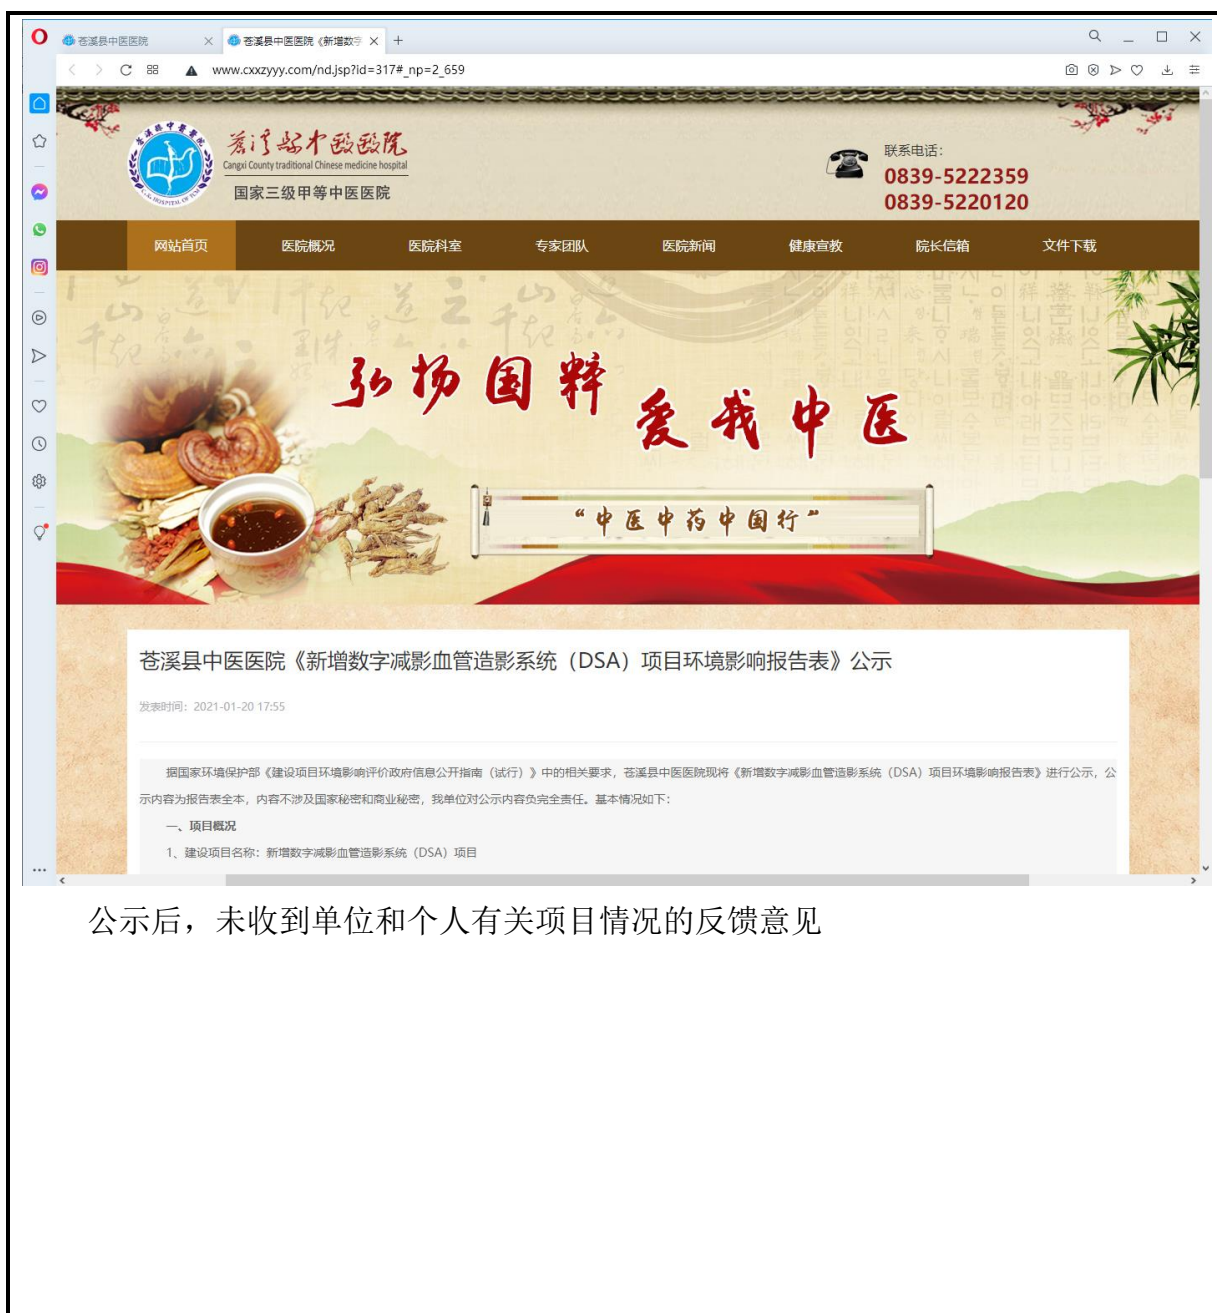 苍溪县中医医院
苍溪县中医医院《新增数字
www.cxxzyyy.com/nd.jsp?id=317#_np=2_659
苍溪县中医医院
Cangxi County traditional Chinese medicine hospital
国家三级甲等中医医院
联系电话：
0839-5222359
0839-5220120
网站首页 医院概况 医院科室 专家团队 医院新闻 健康宣教 院长信箱 文件下载
弘扬国粹
爱我中医
“中医中药中国行”
苍溪县中医医院《新增数字减影血管造影系统（DSA）项目环境影响报告表》公示
发表时间：2021-01-20 17:55
据国家环境保护部《建设项目环境影响评价政府信息公开指南（试行）》中的相关要求，苍溪县中医医院现将《新增数字减影血管造影系统（DSA）项目环境影响报告表》进行公示，公
示内容为报告表全本，内容不涉及国家秘密和商业秘密，我单位对公示内容负完全责任。基本情况如下：
一、项目概况
1、建设项目名称：新增数字减影血管造影系统（DSA）项目
公示后，未收到单位和个人有关项目情况的反馈意见